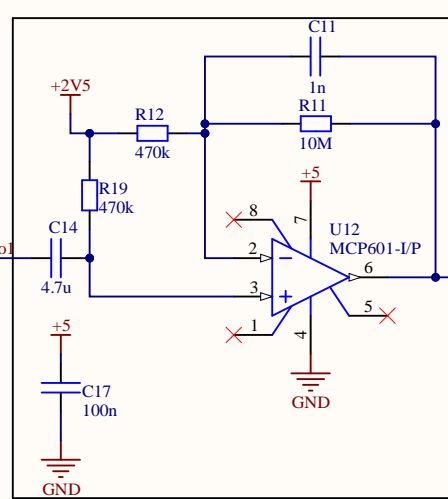 C11
1n
R11
10M
+2V5
R12
470k
+5
R19
470k
U12
MCP601-I/P
8
7
C14
2
6
4.7u
3
5
1
4
+5
C17
100n
GND
GND